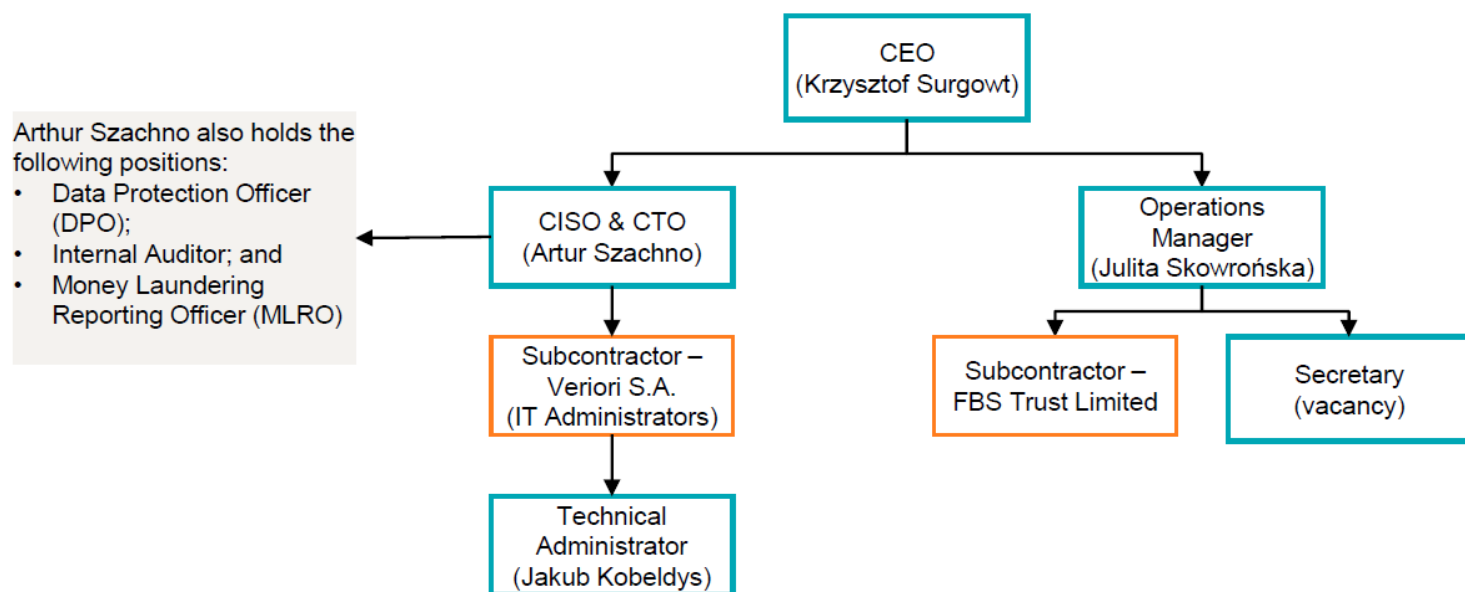 CEO
(Krzysztof Surgowt)
Arthur Szachno also holds the
following positions:
• Data Protection Officer
(DPO);
• Internal Auditor; and
• Money Laundering
Reporting Officer (MLRO)
CISO & CTO
(Artur Szachno)
Operations
Manager
(Julita Skowrońska)
Subcontractor –
Veriori S.A.
(IT Administrators)
Subcontractor –
FBS Trust Limited
Secretary
(vacancy)
Technical
Administrator
(Jakub Kobeldys)